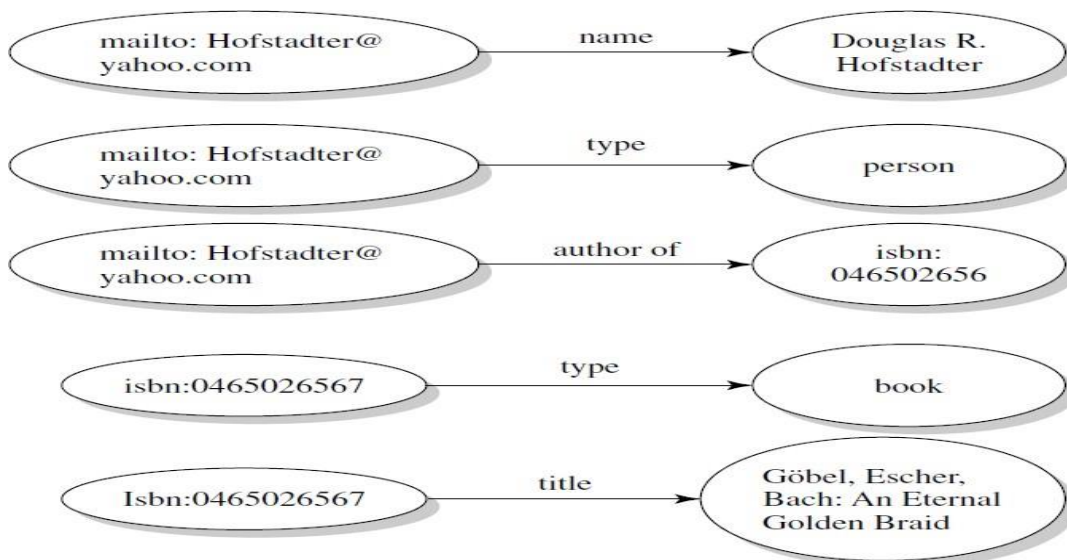 mailto: Hofstadter@
yahoo.com
name
Douglas R.
Hofstadter
mailto: Hofstadter@
yahoo.com
type
person
mailto: Hofstadter@
yahoo.com
author of
isbn:
046502656
isbn:0465026567
type
book
Isbn:0465026567
title
Göbel, Escher,
Bach: An Eternal
Golden Braid